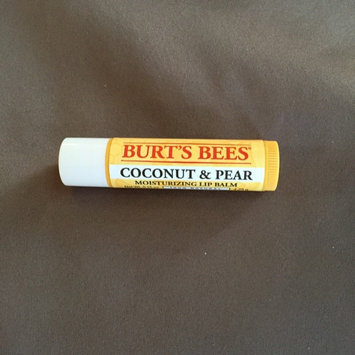 BURT'S BEES
COCONUT & PEAR
MOISTURIZING LIP BALM